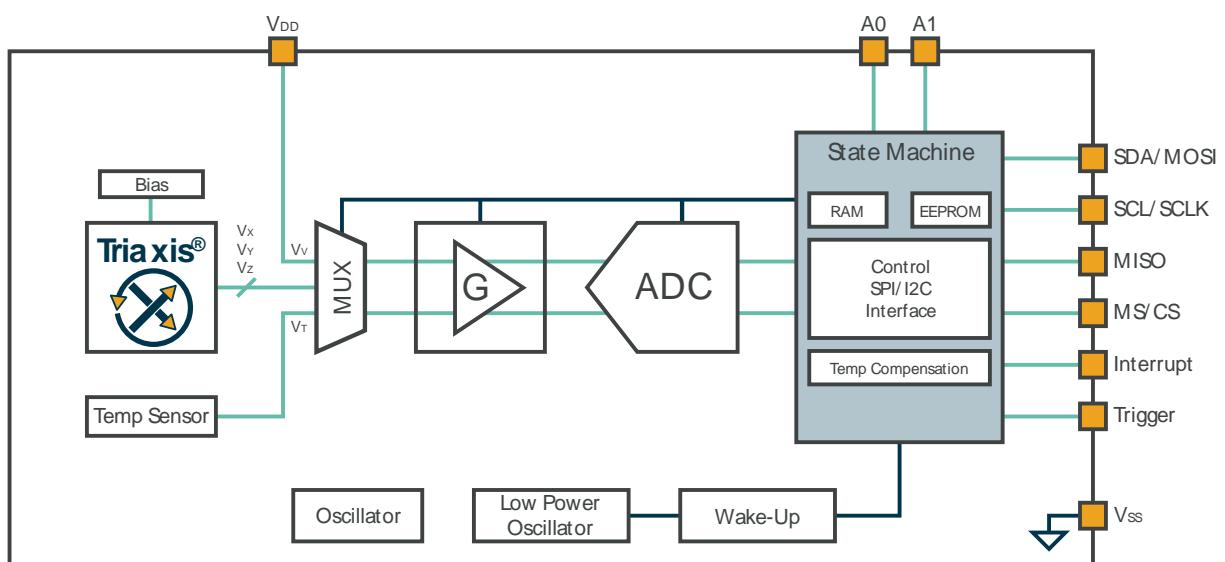 VDD
A0 A1
State Machine
SDA/MOSI
Bias
RAM EEPROM
SCL/SCLK
Triaxis®
VX
VY
VZ
VV
MUX
G
ADC
Control
SPI/I2C
Interface
MISO
MS/CS
VT
Temp Compensation
Interrupt
Temp Sensor
Trigger
Oscillator
Low Power
Oscillator
Wake-Up
VSS